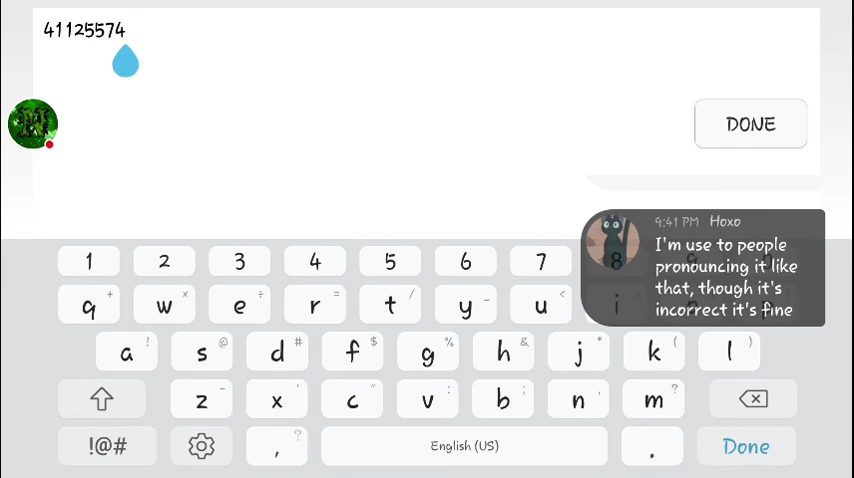 41125574
N
DONE
9:41 PM Hoxo
I'm use to people
pronouncing it like
that, though it's
incorrect it's fine
1 2 3 4 5 6 7 8
q + w × e ÷ r = t / y _ u < i p
a ! s @ d # f $ g % h & j * k ( l )
z - x ' c " v : b ; n , m ?
!@# , ? English (US) . Done